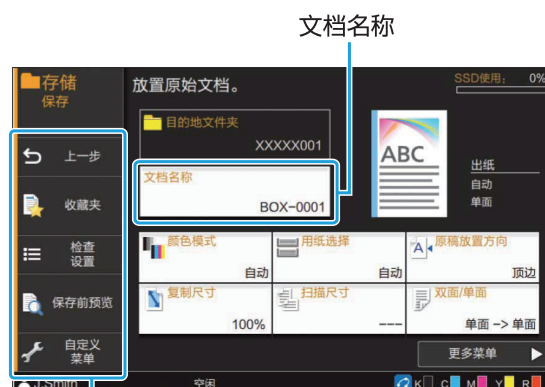 文档名称
存储
保存
放置原始文档。
SSD使用： 0%
目的地文件夹
XXXXX001
文档名称
BOX-0001
ABC
出纸
自动
单面
上一步
收藏夹
检查
设置
保存前预览
自定义
菜单
颜色模式
自动
用纸选择
自动
原稿放置方向
顶边
复制尺寸
100%
扫描尺寸
---
双面/单面
单面 -> 单面
更多菜单
J.Smith
空闲
K C M Y R